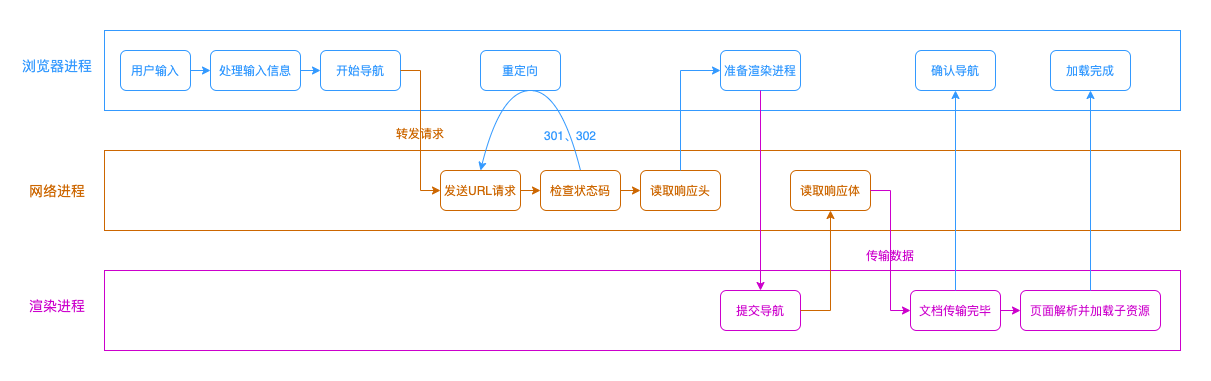 浏览器进程
用户输入
处理输入信息
开始导航
重定向
准备渲染进程
确认导航
加载完成
转发请求
301、302
网络进程
发送URL请求
检查状态码
读取响应头
读取响应体
传输数据
渲染进程
提交导航
文档传输完毕
页面解析并加载子资源